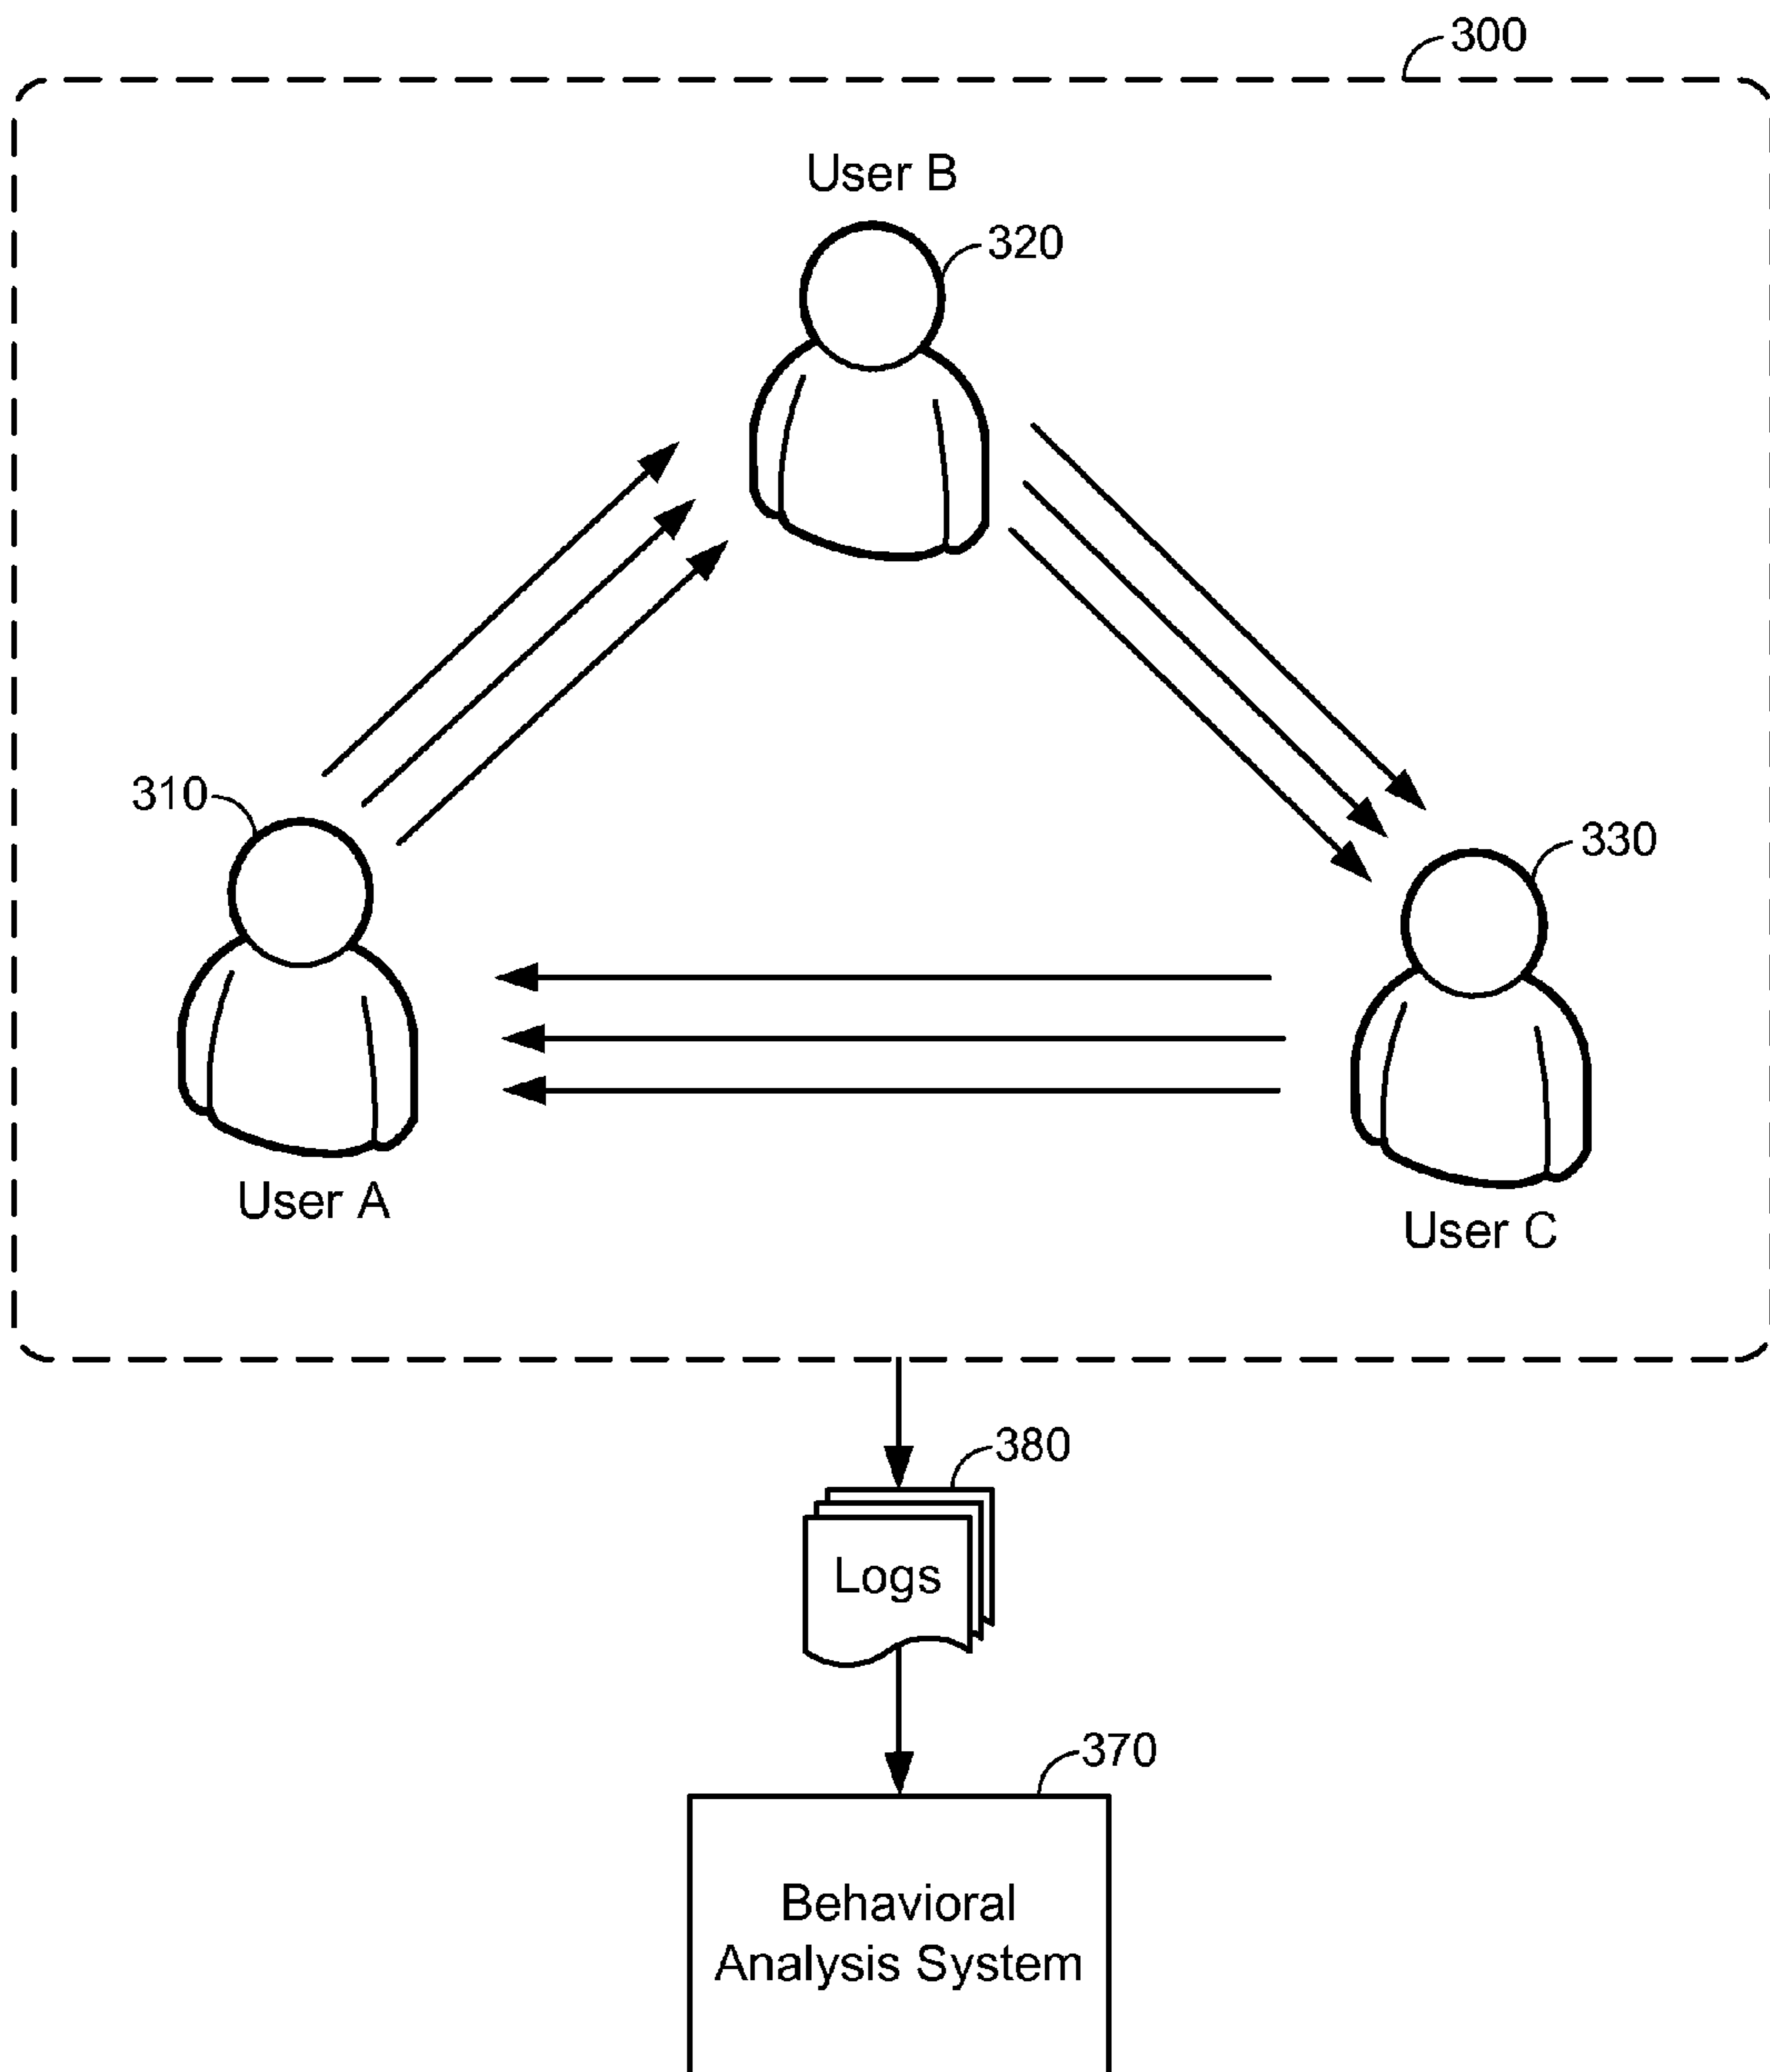 300
User B
320
310
330
User A
User C
380
Logs
370
Behavioral
Analysis System